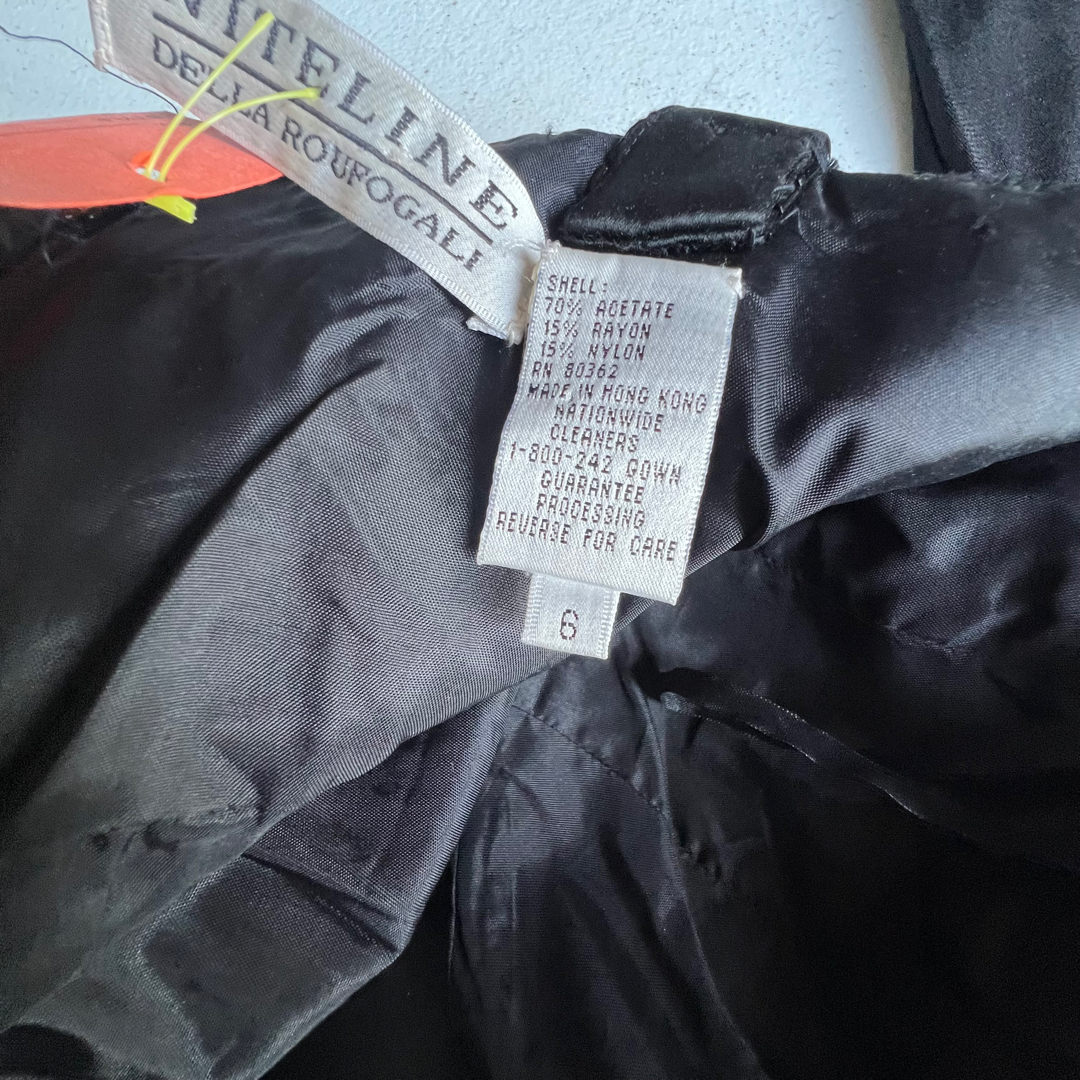 NITELINE
DELLA ROUFOGALI
SHELL:
70% ACETATE
15% RAYON
15% NYLON
RN 80362
MADE IN HONG KONG
NATIONWIDE
CLEANERS
1-800-242 GOWN
GUARANTEE
PROCESSING
REVERSE FOR CARE
6